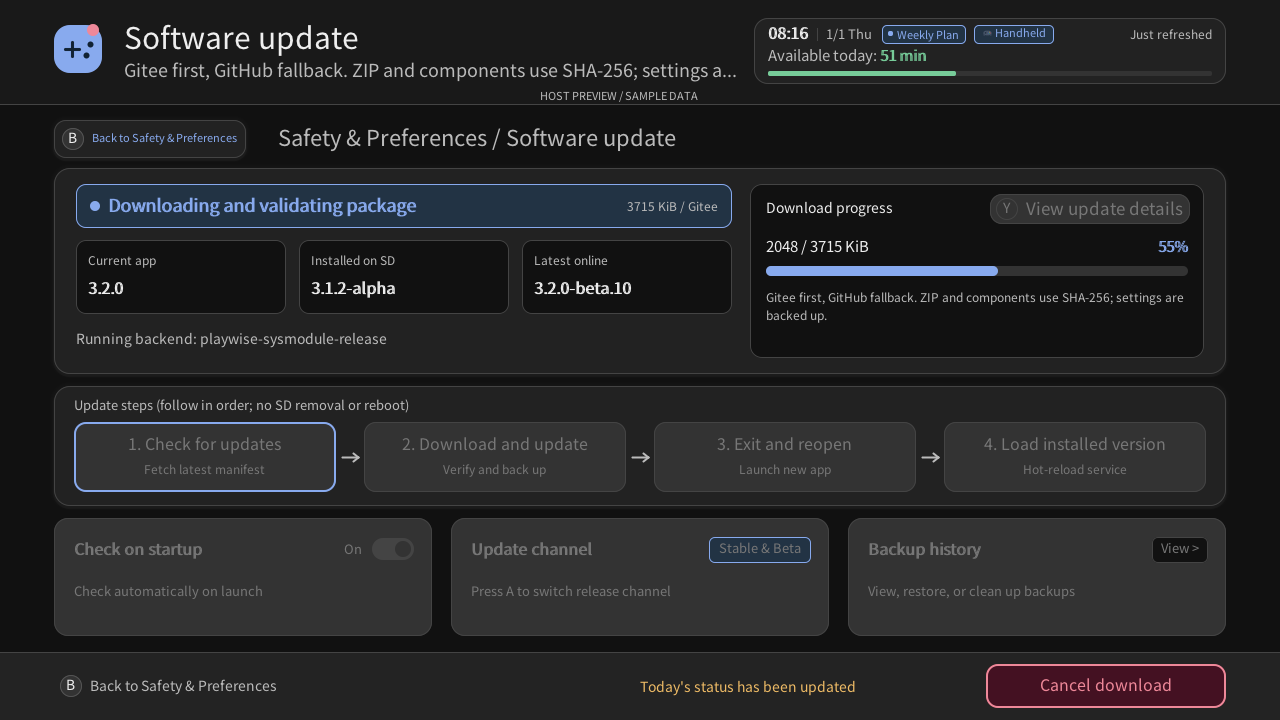 Software update
Gitee first, GitHub fallback. ZIP and components use SHA-256; settings a...
08:16 1/1 Thu Weekly Plan Handheld Just refreshed
Available today: 51 min
HOST PREVIEW / SAMPLE DATA
B Back to Safety & Preferences
Safety & Preferences / Software update
Downloading and validating package 3715 KiB / Gitee
Current app
3.2.0
Installed on SD
3.1.2-alpha
Latest online
3.2.0-beta.10
Running backend: playwise-sysmodule-release
Download progress
Y View update details
2048 / 3715 KiB 55%
Gitee first, GitHub fallback. ZIP and components use SHA-256; settings are
backed up.
Update steps (follow in order; no SD removal or reboot)
1. Check for updates
Fetch latest manifest
→
2. Download and update
Verify and back up
→
3. Exit and reopen
Launch new app
→
4. Load installed version
Hot-reload service
Check on startup On
Check automatically on launch
Update channel Stable & Beta
Press A to switch release channel
Backup history View >
View, restore, or clean up backups
B Back to Safety & Preferences
Today's status has been updated
Cancel download